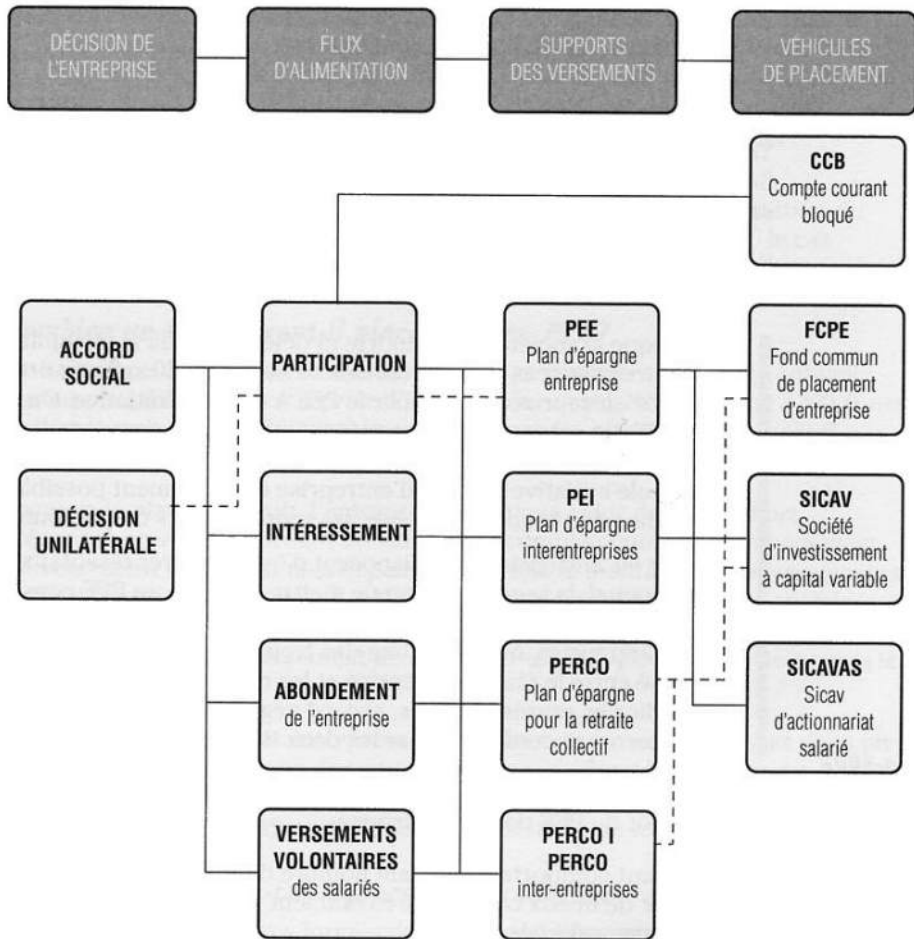 DÉCISION DE
L'ENTREPRISE
FLUX
D'ALIMENTATION
SUPPORTS
DES VERSEMENTS
VÉHICULES
DE PLACEMENT
CCB
Compte courant
bloqué
ACCORD
SOCIAL
PARTICIPATION
PEE
Plan d'épargne
entreprise
FCPE
Fond commun
de placement
d'entreprise
DÉCISION
UNILATÉRALE
INTÉRESSEMENT
PEI
Plan d'épargne
interentreprises
SICAV
Société
d'investissement
à capital variable
ABONDEMENT
de l'entreprise
PERCO
Plan d'épargne
pour la retraite
collectif
SICAVAS
Sicav
d'actionnariat
salarié
VERSEMENTS
VOLONTAIRES
des salariés
PERCO I
PERCO
inter-entreprises